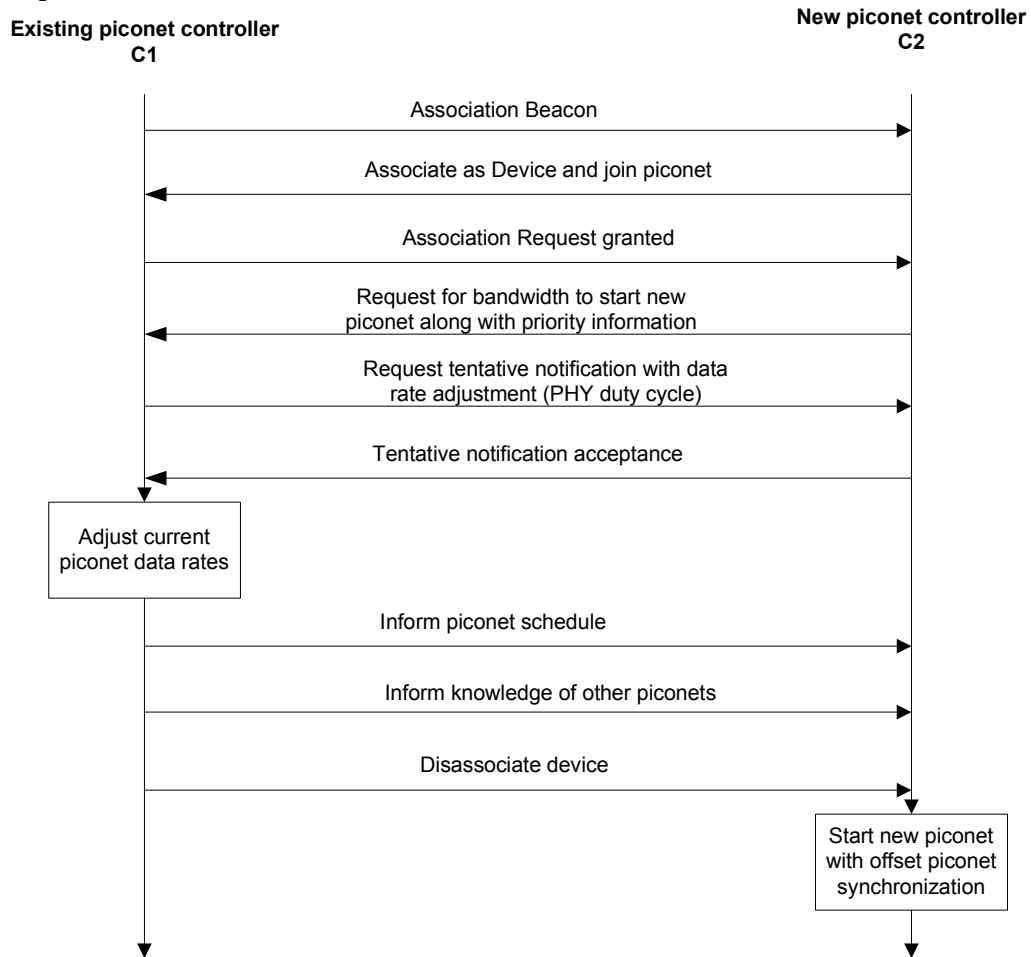 Existing piconet controller
C1
New piconet controller
C2
Association Beacon
Associate as Device and join piconet
Association Request granted
Request for bandwidth to start new
piconet along with priority information
Request tentative notification with data
rate adjustment (PHY duty cycle)
Tentative notification acceptance
Adjust current
piconet data rates
Inform piconet schedule
Inform knowledge of other piconets
Disassociate device
Start new piconet
with offset piconet
synchronization